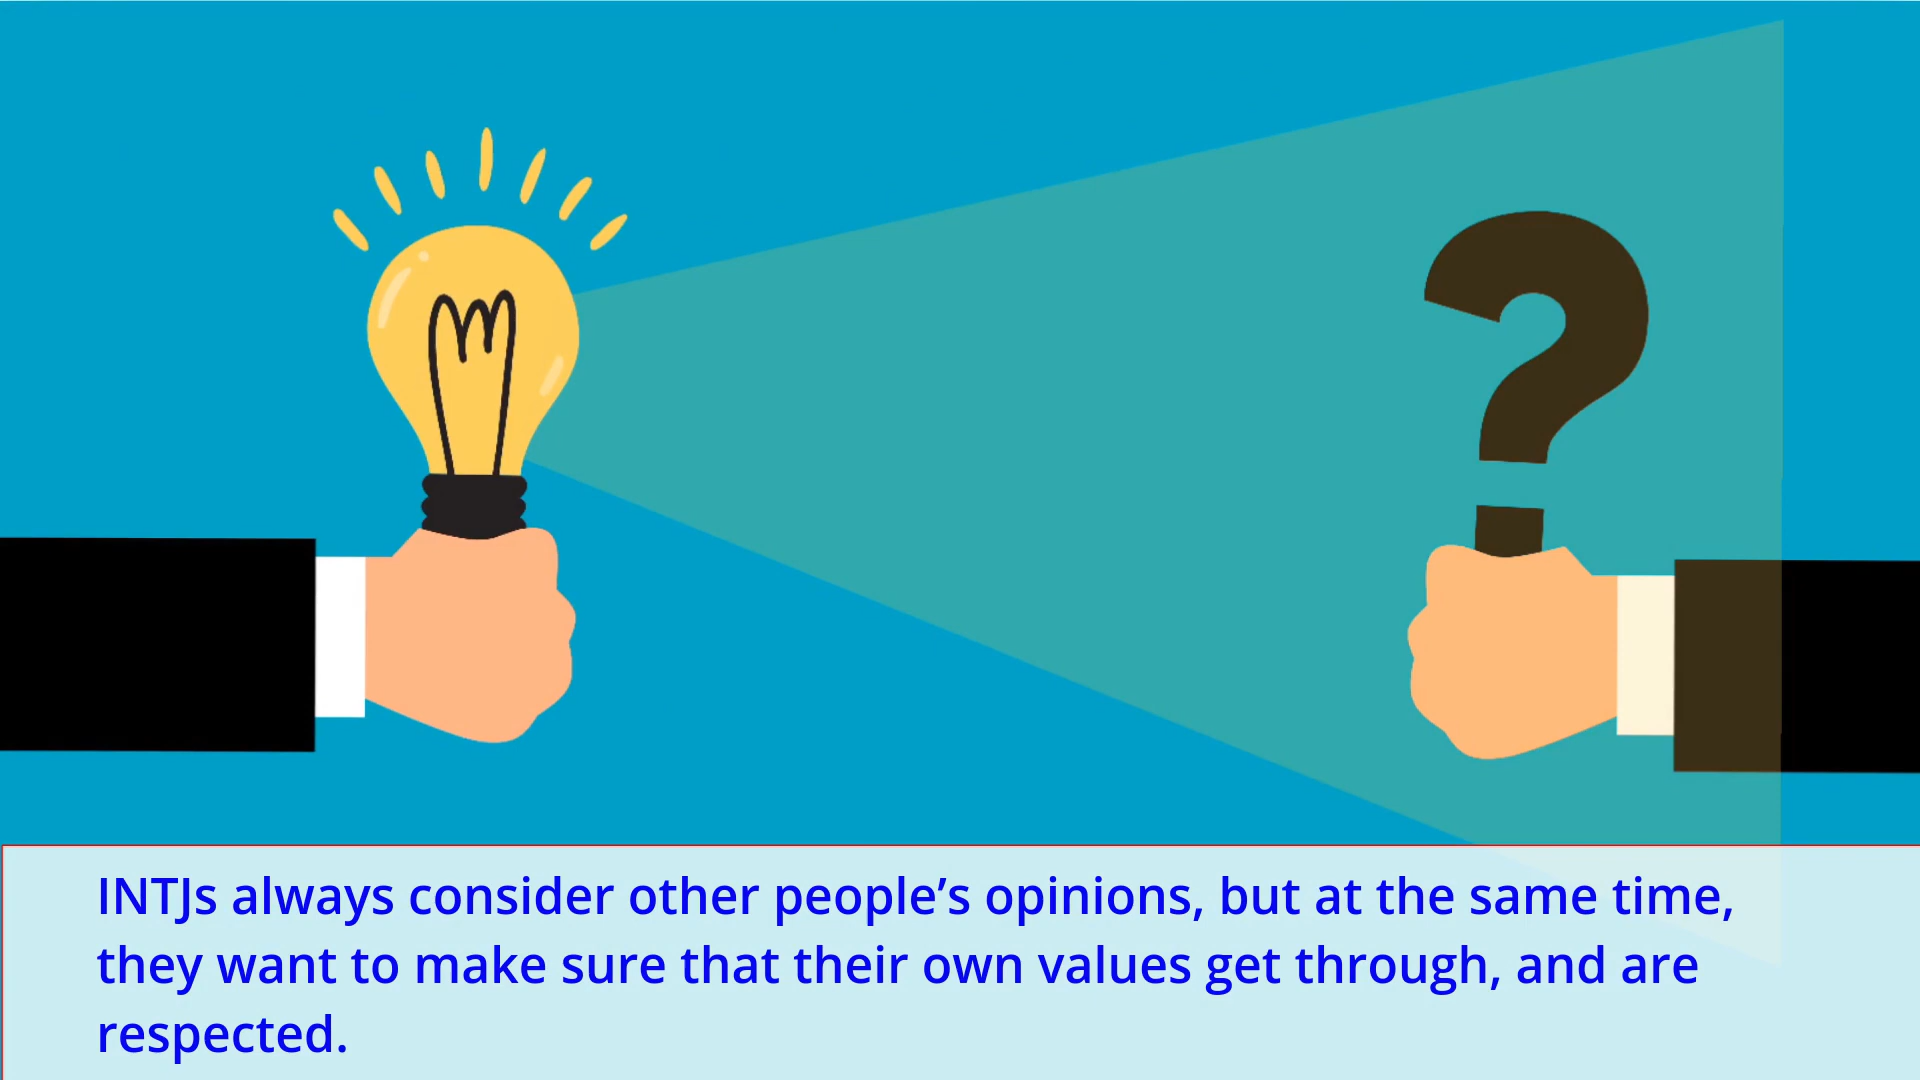 INTJs always consider other people’s opinions, but at the same time,
they want to make sure that their own values get through, and are
respected.